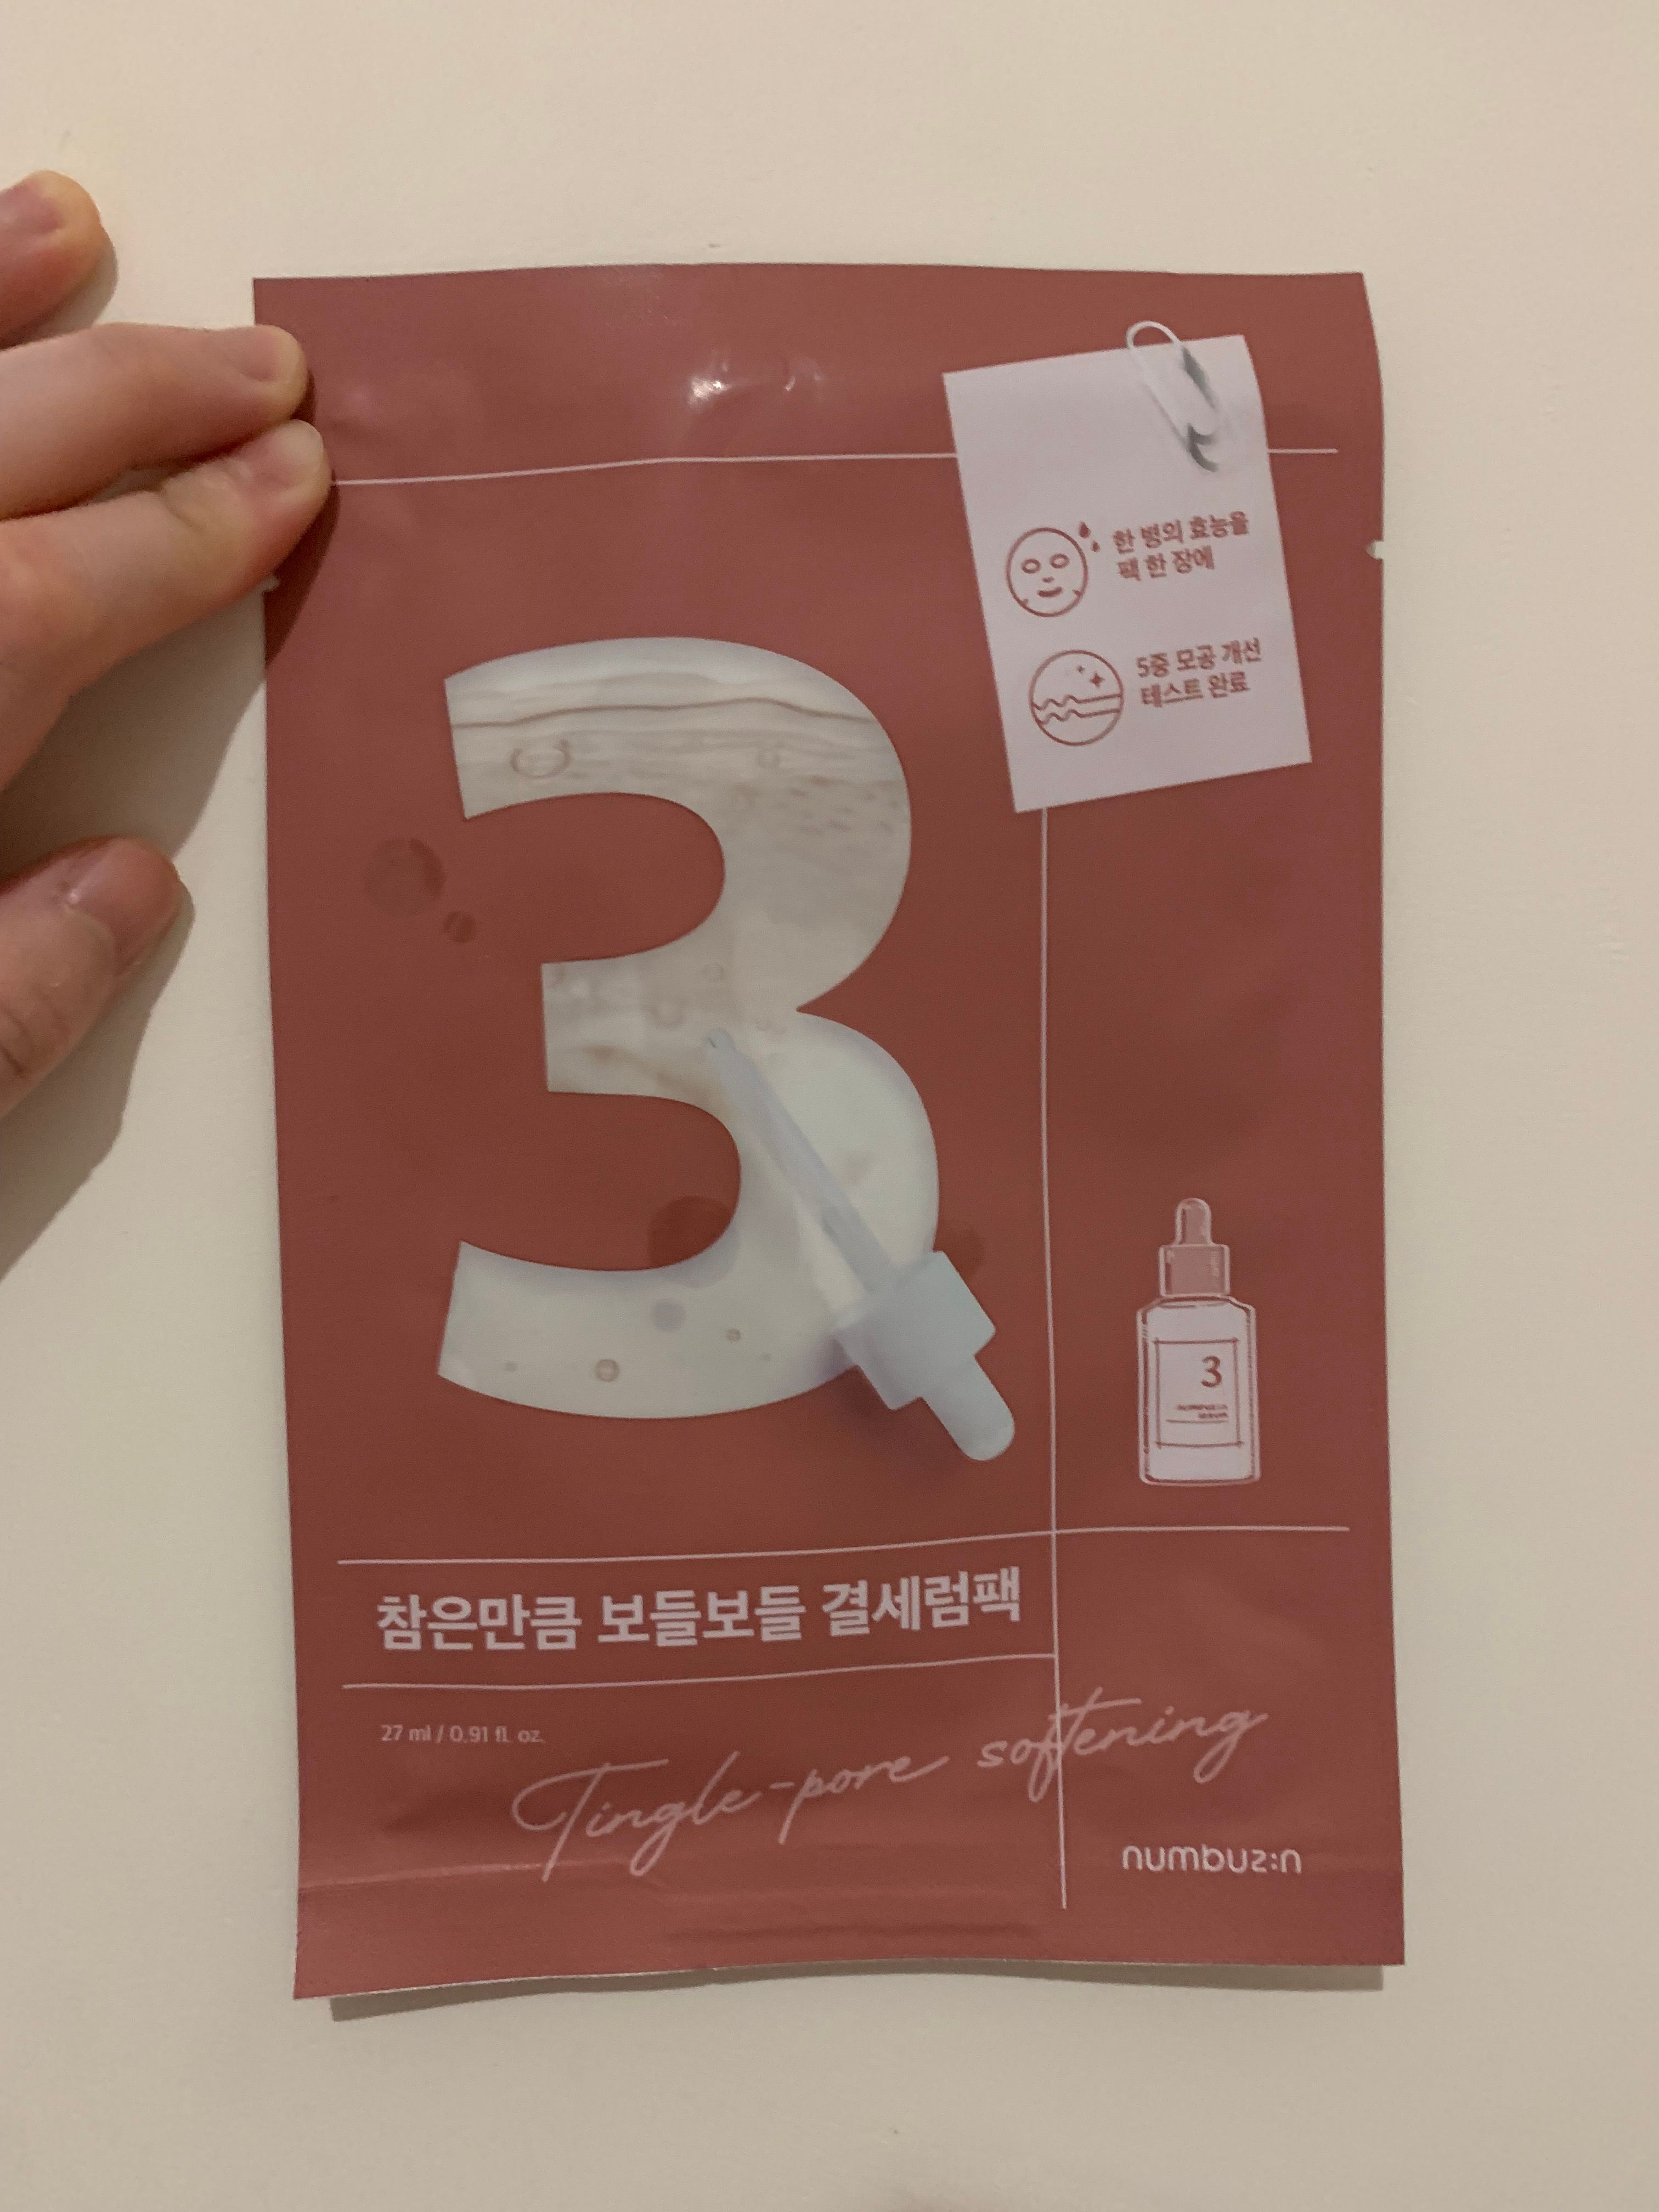 한 병의 효능을
팩 한 장에
5중 모공 개선
테스트 완료
3
3
참은만큼 보들보들 결세럼팩
27 ml / 0.91 fl. oz.
Tingle-pore softening
numbuz:n